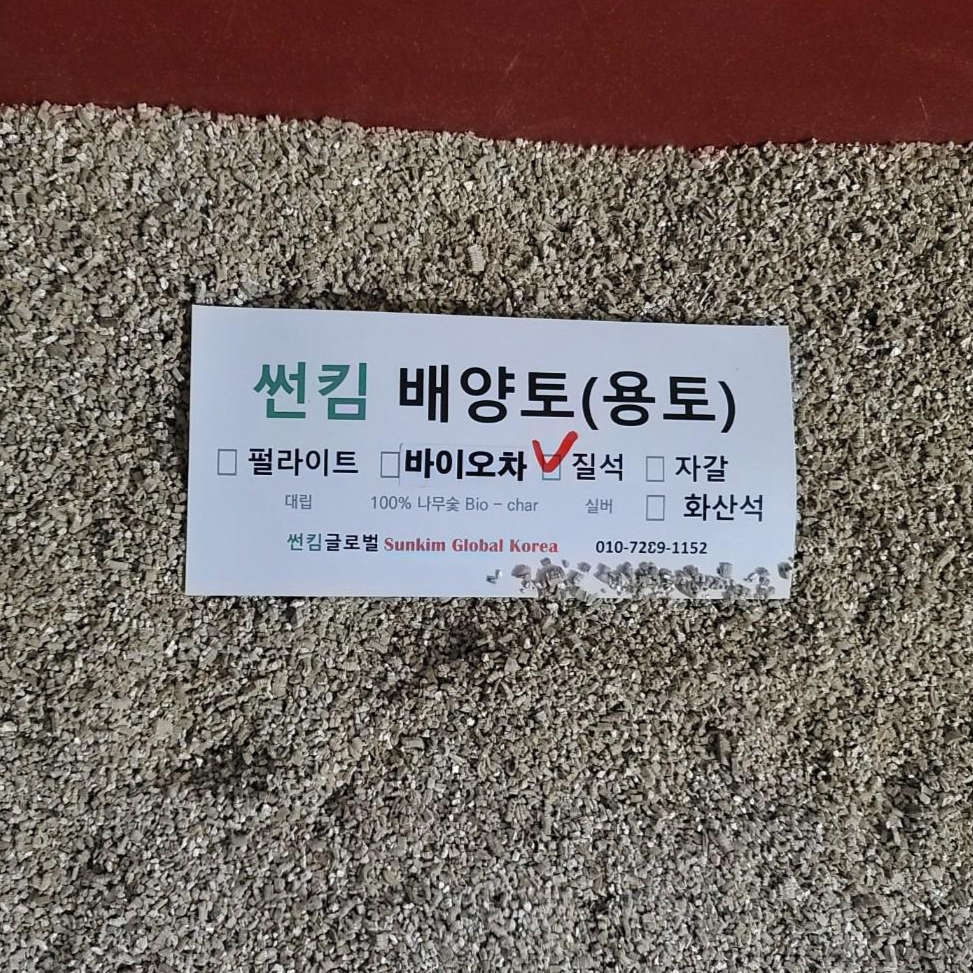 썬킴 배양토(용토)
□ 펄라이트 □ 바이오차 ☑ 질석 □ 자갈
대립 100% 나무숯 Bio - char 실버 □ 화산석
썬킴글로벌 Sunkim Global Korea 010-7289-1152